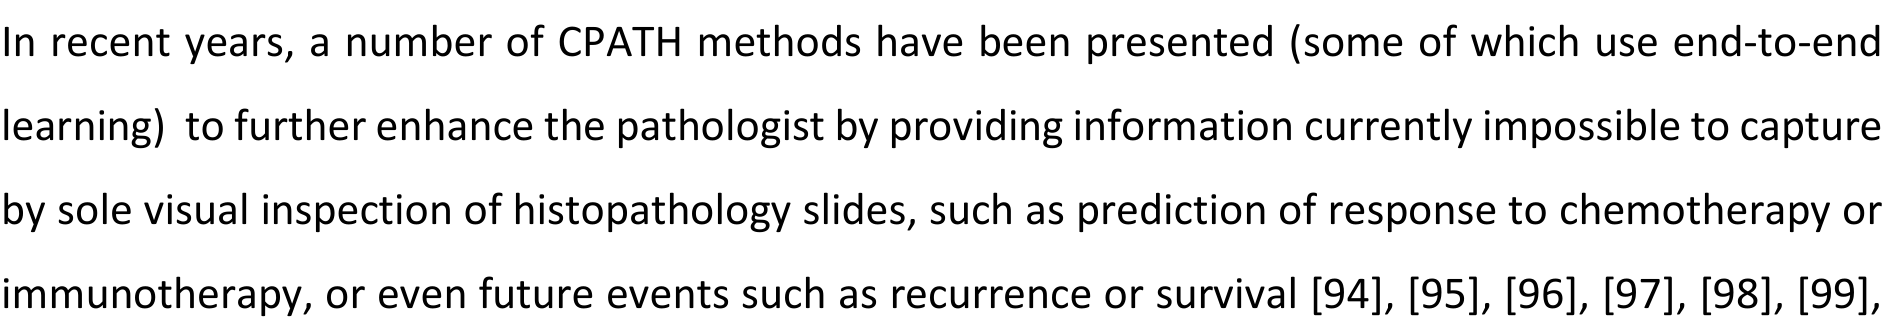 In recent years, a number of CPATH methods have been presented (some of which use end-to-end
learning)  to further enhance the pathologist by providing information currently impossible to capture
by sole visual inspection of histopathology slides, such as prediction of response to chemotherapy or
immunotherapy, or even future events such as recurrence or survival [94], [95], [96], [97], [98], [99],